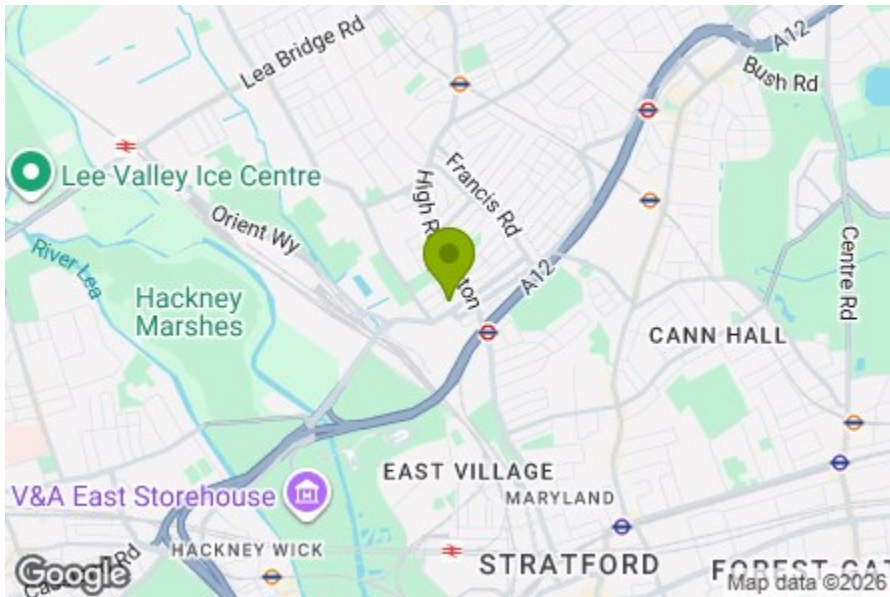 A12
Lea Bridge Rd
Bush Rd
Francis Rd
Lee Valley Ice Centre
High R
ton
Orient Wy
Centre Rd
River Lea
A12
Hackney
Marshes
CANN HALL
EAST VILLAGE
V&A East Storehouse
MARYLAND
HACKNEY WICK
STRATFORD
FOREST GAT
Google
Map data ©2026